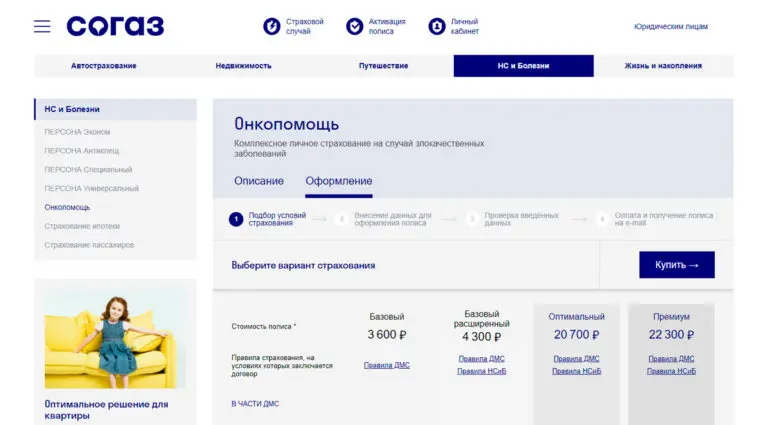 согаз
Страховой
случай
Активация
полиса
Личный
кабинет
Юридическим лицам
Автострахование
Недвижимость
Путешествие
НС и Болезни
Жизнь и накопления
НС и Болезни
ПЕРСОНА Эконом
ПЕРСОНА Антиклещ
ПЕРСОНА Специальный
ПЕРСОНА Универсальный
Онкопомощь
Страхование ипотеки
Страхование пассажиров
Оптимальное решение для
квартиры
Онкопомощь
Комплексное личное страхование на случай злокачественных
заболеваний
Описание
Оформление
1 Подбор условий
страхования
2 Внесение данных для
оформления полиса
3 Проверка введённых
данных
4 Оплата и получение полиса
на e-mail
Выберите вариант страхования
Купить →
Стоимость полиса *
Базовый
3 600 ₽
Базовый
расширенный
4 300 ₽
Оптимальный
20 700 ₽
Премиум
22 300 ₽
Правила страхования, на
условиях которых заключается
договор
Правила ДМС
Правила ДМС
Правила НСиБ
Правила ДМС
Правила НСиБ
Правила ДМС
Правила НСиБ
В ЧАСТИ ДМС